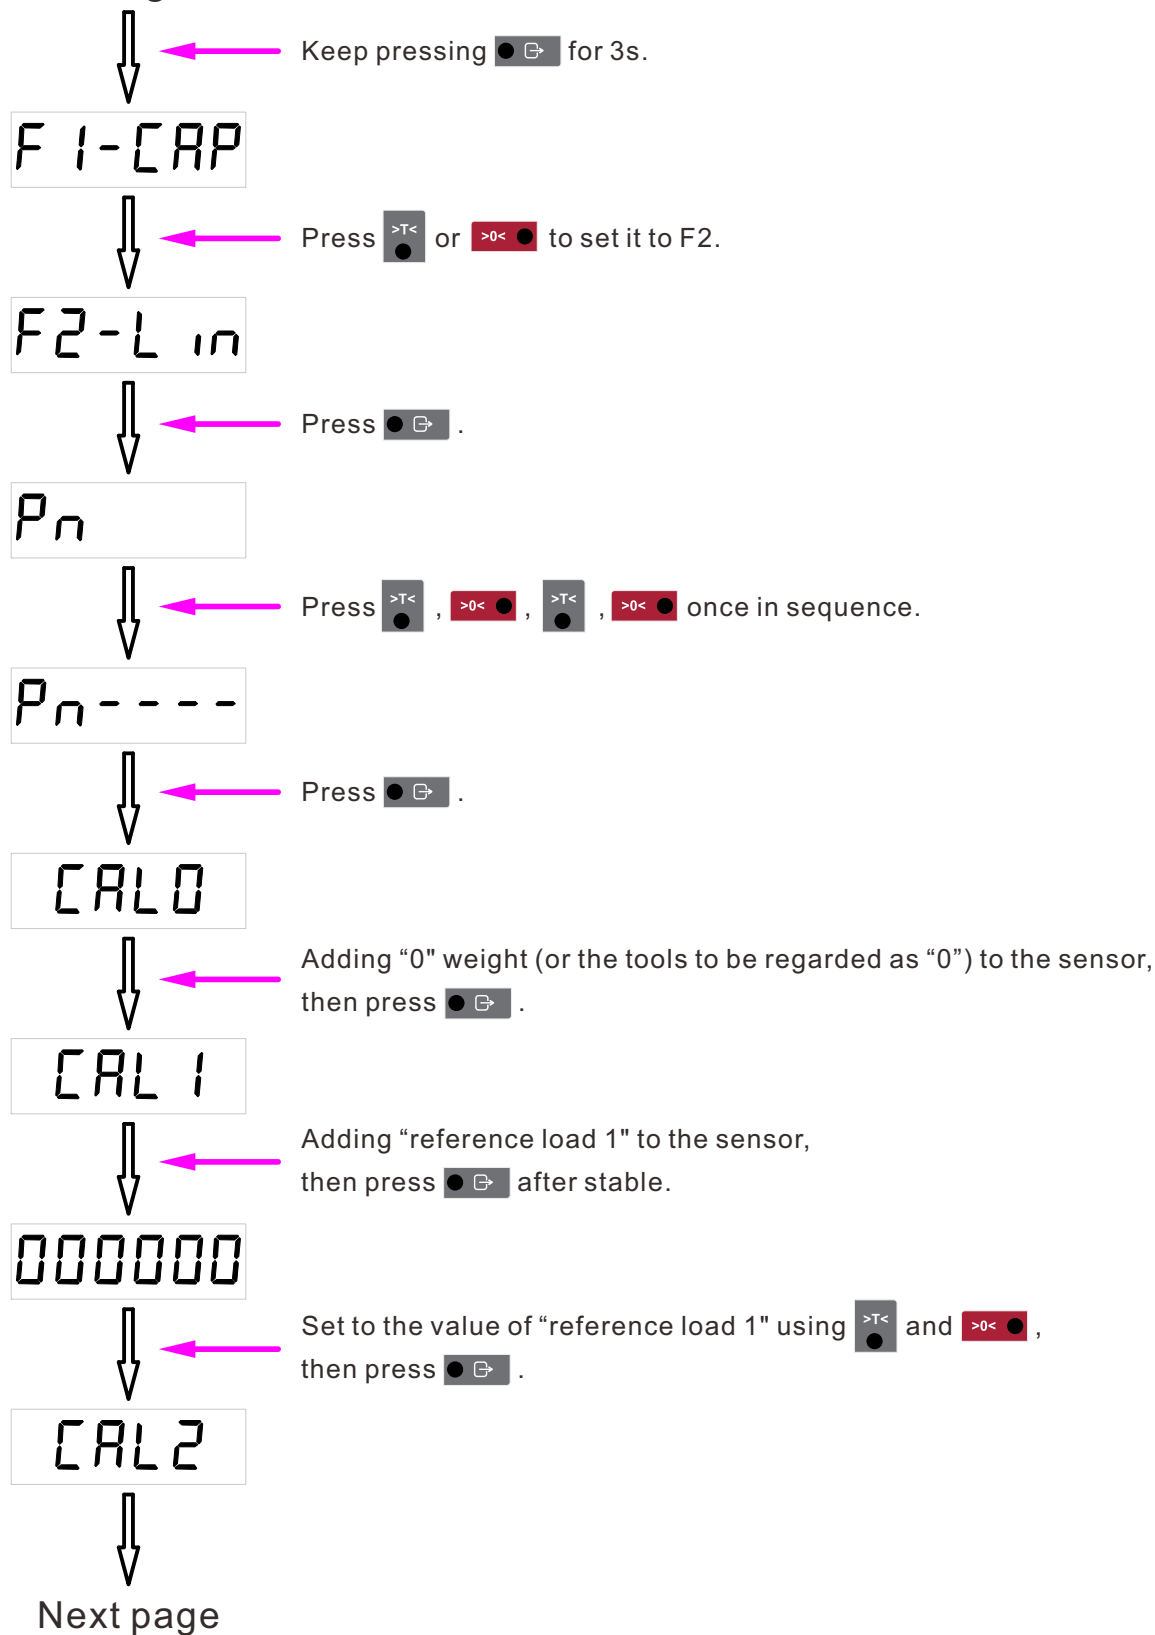 Keep pressing for 3s.
F1-CAP
Press >T< or >0< to set it to F2.
F2-Lin
Press .
Pn
Press >T< , >0< , >T< , >0< once in sequence.
Pn----
Press .
CAL0
Adding “0" weight (or the tools to be regarded as “0”) to the sensor,
then press .
CAL1
Adding “reference load 1" to the sensor,
then press after stable.
000000
Set to the value of “reference load 1" using >T< and >0< ,
then press .
CAL2
Next page